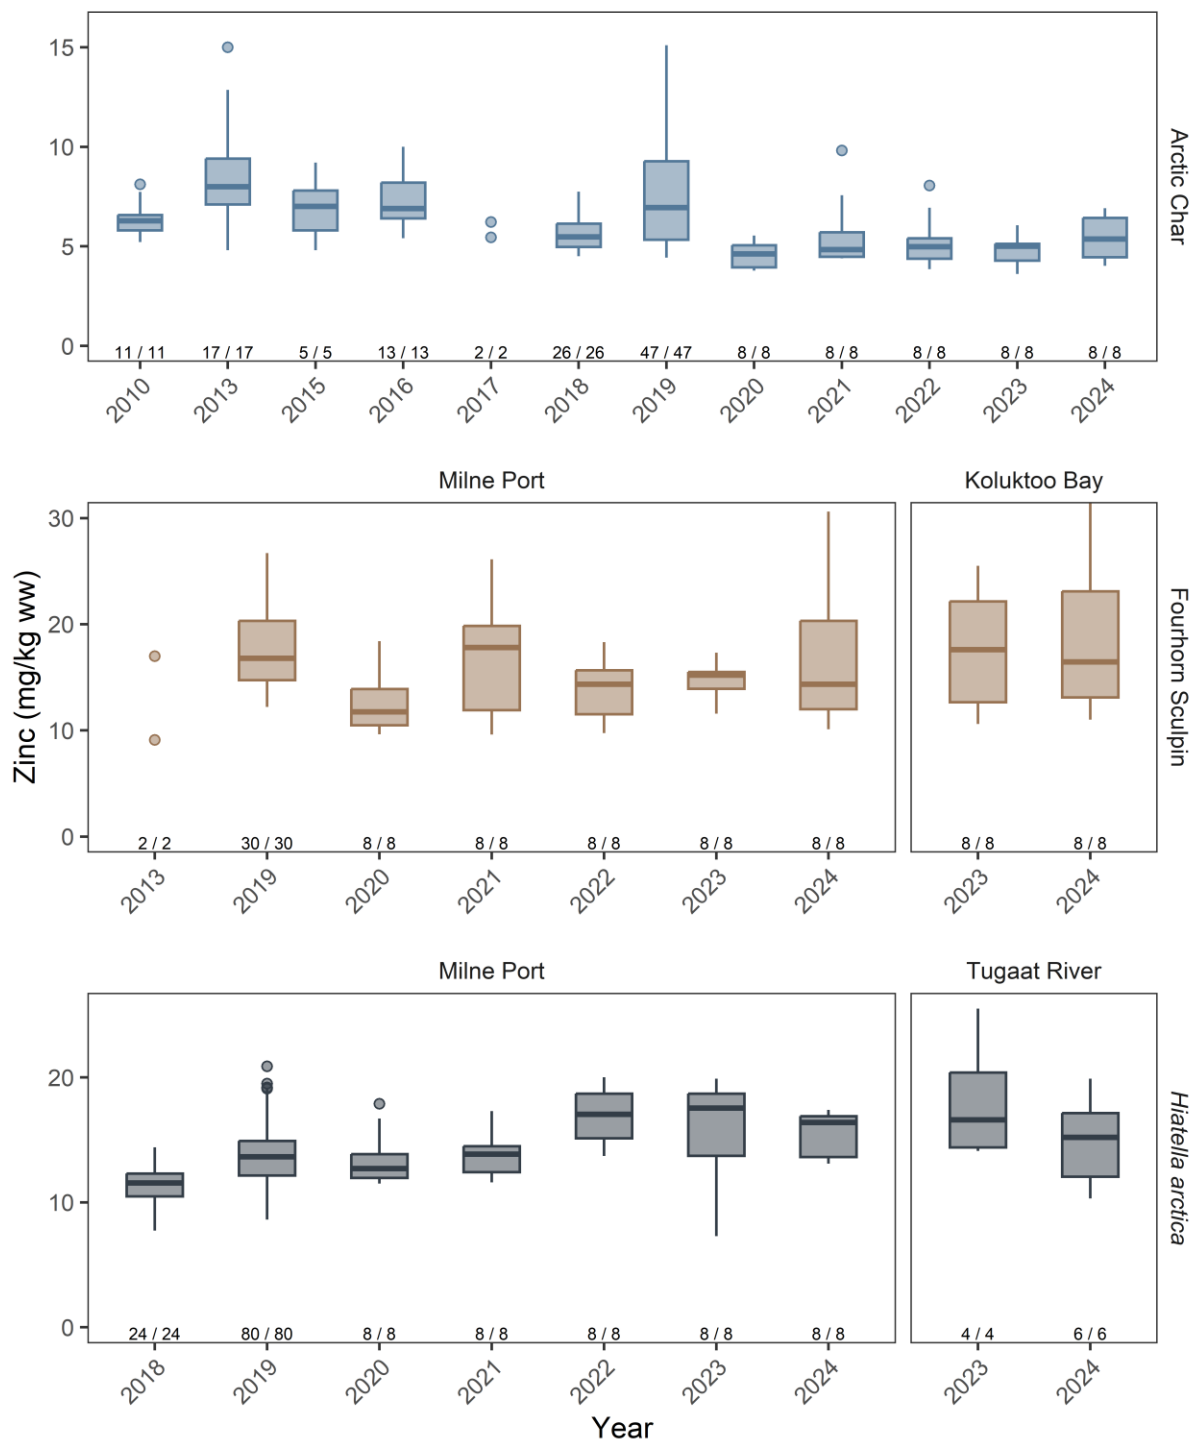 15
10
5
0
11 / 11 17 / 17 5 / 5 13 / 13 2 / 2 26 / 26 47 / 47 8 / 8 8 / 8 8 / 8 8 / 8 8 / 8
2010 2013 2015 2016 2017 2018 2019 2020 2021 2022 2023 2024
Arctic Char
Milne Port Koluktoo Bay
Zinc (mg/kg ww)
30
20
10
0
2 / 2 30 / 30 8 / 8 8 / 8 8 / 8 8 / 8 8 / 8 8 / 8 8 / 8
2013 2019 2020 2021 2022 2023 2024 2023 2024
Fourhorn Sculpin
Milne Port Tugaat River
20
10
0
24 / 24 80 / 80 8 / 8 8 / 8 8 / 8 8 / 8 8 / 8 4 / 4 6 / 6
2018 2019 2020 2021 2022 2023 2024 2023 2024
Hiatella arctica
Year